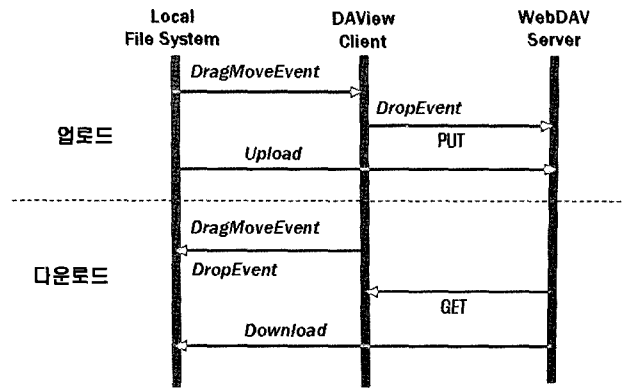 Local
File System
DAView
Client
WebDAV
Server
DragMoveEvent
DropEvent
PUT
업로드
Upload
DragMoveEvent
DropEvent
다운로드
GET
Download